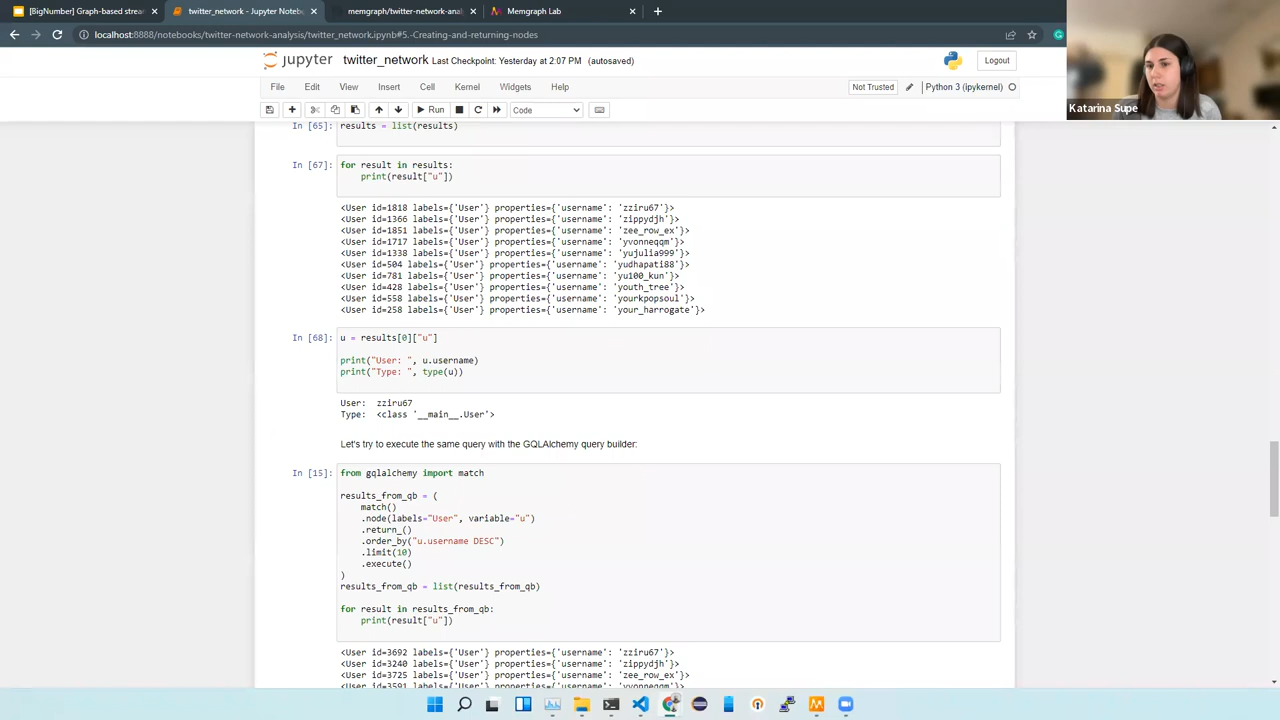 [BigNumber] Graph-based strea
twitter_network - Jupyter Notebo
memgraph/twitter-network-anal
Memgraph Lab
localhost:8888/notebooks/twitter-network-analysis/twitter_network.ipynb#5.-Creating-and-returning-nodes
jupyter twitter_network Last Checkpoint: Yesterday at 2:07 PM (autosaved)
Logout
File Edit View Insert Cell Kernel Widgets Help
Not Trusted
Python 3 (ipykernel)
Run
Code
Katarina Supe
In [65]: results = list(results)
In [67]: for result in results:
print(result["u"])
<User id=1818 labels={'User'} properties={'username': 'zziru67'}>
<User id=1366 labels={'User'} properties={'username': 'zippydjh'}>
<User id=1851 labels={'User'} properties={'username': 'zee_row_ex'}>
<User id=1717 labels={'User'} properties={'username': 'yvonneqqm'}>
<User id=1338 labels={'User'} properties={'username': 'yujulia999'}>
<User id=504 labels={'User'} properties={'username': 'yudhapati88'}>
<User id=781 labels={'User'} properties={'username': 'yu100_kun'}>
<User id=428 labels={'User'} properties={'username': 'youth_tree'}>
<User id=558 labels={'User'} properties={'username': 'yourkpopsoul'}>
<User id=258 labels={'User'} properties={'username': 'your_harrogate'}>
In [68]: u = results[0]["u"]
print("User: ", u.username)
print("Type: ", type(u))
User: zziru67
Type: <class '__main__.User'>
Let's try to execute the same query with the GQLAlchemy query builder:
In [15]: from gqlalchemy import match
results_from_qb = (
match()
.node(labels="User", variable="u")
.return_()
.order_by("u.username DESC")
.limit(10)
.execute()
)
results_from_qb = list(results_from_qb)
for result in results_from_qb:
print(result["u"])
<User id=3692 labels={'User'} properties={'username': 'zziru67'}>
<User id=3240 labels={'User'} properties={'username': 'zippydjh'}>
<User id=3725 labels={'User'} properties={'username': 'zee_row_ex'}>
<User id=3591 labels={'User'} properties={'username': 'yvonneqqm'}>